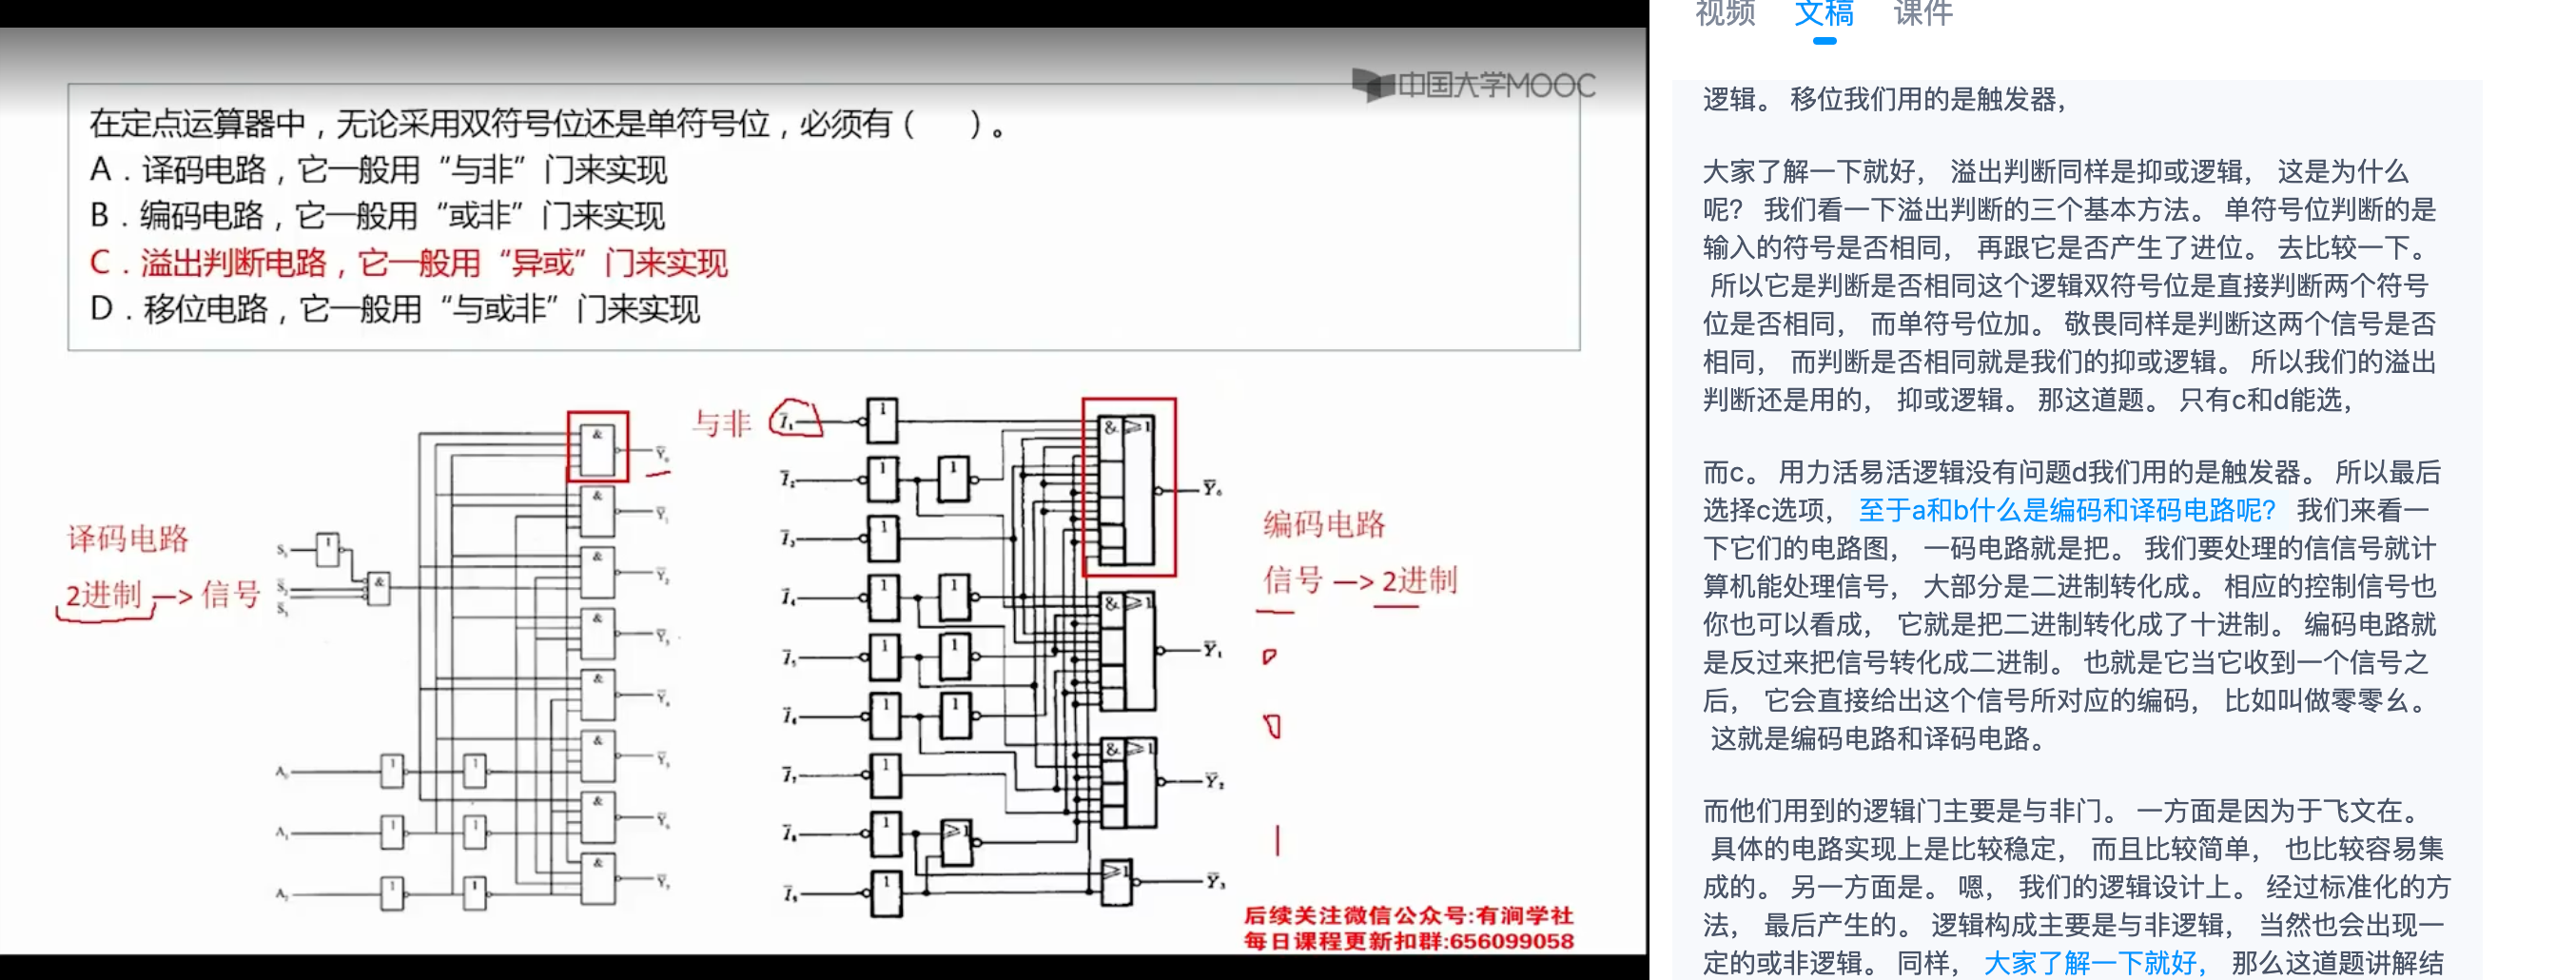 中国大学MOOC
在定点运算器中，无论采用双符号位还是单符号位，必须有（　　）。
A．译码电路，它一般用“与非”门来实现
B．编码电路，它一般用“或非”门来实现
C．溢出判断电路，它一般用“异或”门来实现
D．移位电路，它一般用“与或非”门来实现
与非
译码电路
2进制 —> 信号
编码电路
信号 —> 2进制
后续关注微信公众号:有涧学社
每日课程更新扣群:656099058
视频 文稿 课件
逻辑。 移位我们用的是触发器，
大家了解一下就好， 溢出判断同样是抑或逻辑， 这是为什么
呢？ 我们看一下溢出判断的三个基本方法。 单符号位判断的是
输入的符号是否相同， 再跟它是否产生了进位。 去比较一下。
所以它是判断是否相同这个逻辑双符号位是直接判断两个符号
位是否相同， 而单符号位加。 敬畏同样是判断这两个信号是否
相同， 而判断是否相同就是我们的抑或逻辑。 所以我们的溢出
判断还是用的， 抑或逻辑。 那这道题。 只有c和d能选，
而c。 用力活易活逻辑没有问题d我们用的是触发器。 所以最后
选择c选项， 至于a和b什么是编码和译码电路呢？ 我们来看一
下它们的电路图， 一码电路就是把。 我们要处理的信信号就计
算机能处理信号， 大部分是二进制转化成。 相应的控制信号也
你也可以看成， 它就是把二进制转化成了十进制。 编码电路就
是反过来把信号转化成二进制。 也就是它当它收到一个信号之
后， 它会直接给出这个信号所对应的编码， 比如叫做零零幺。
这就是编码电路和译码电路。
而他们用到的逻辑门主要是与非门。 一方面是因为于飞文在。
具体的电路实现上是比较稳定， 而且比较简单， 也比较容易集
成的。 另一方面是。 嗯， 我们的逻辑设计上。 经过标准化的方
法， 最后产生的。 逻辑构成主要是与非逻辑， 当然也会出现一
定的或非逻辑。 同样， 大家了解一下就好， 那么这道题讲解结